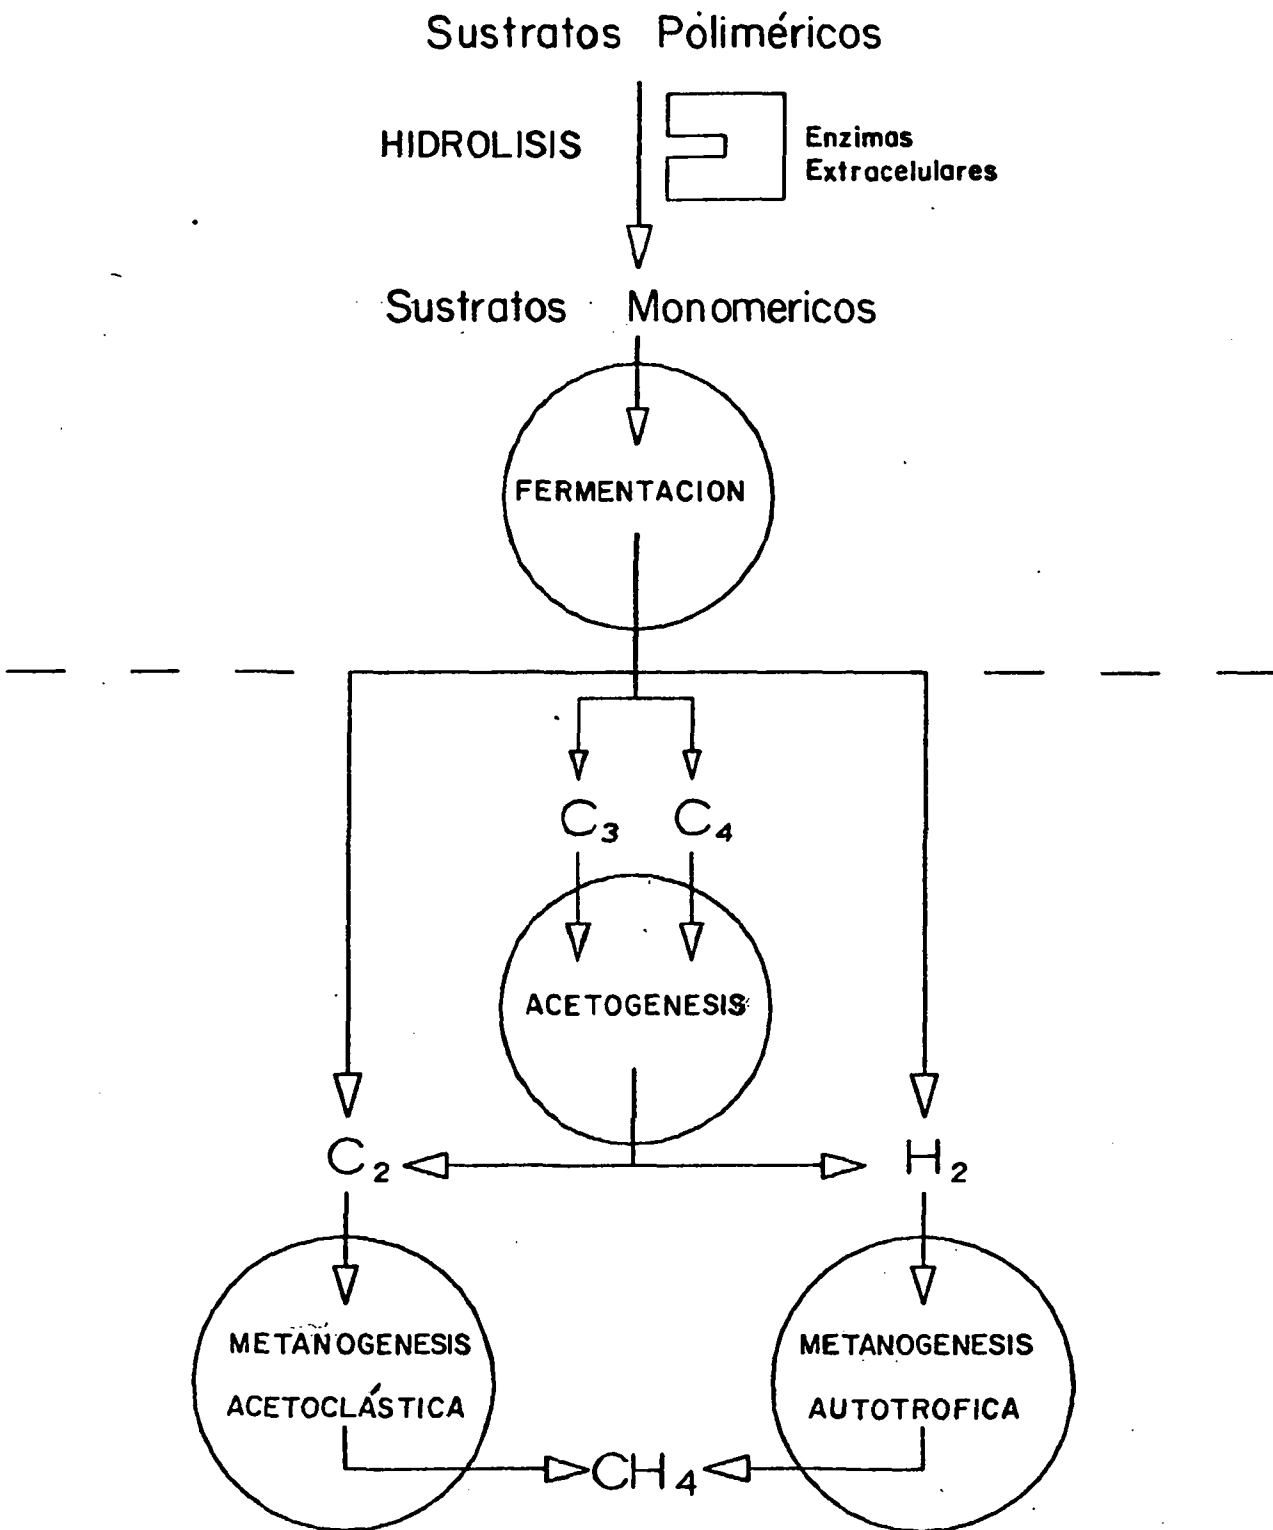 Sustratos Poliméricos
HIDROLISIS
Enzimas
Extracelulares
Sustratos Monomericos
FERMENTACION
C3 C4
ACETOGENESIS
C2 H2
METANOGENESIS
ACETOCLÁSTICA
METANOGENESIS
AUTOTROFICA
CH4